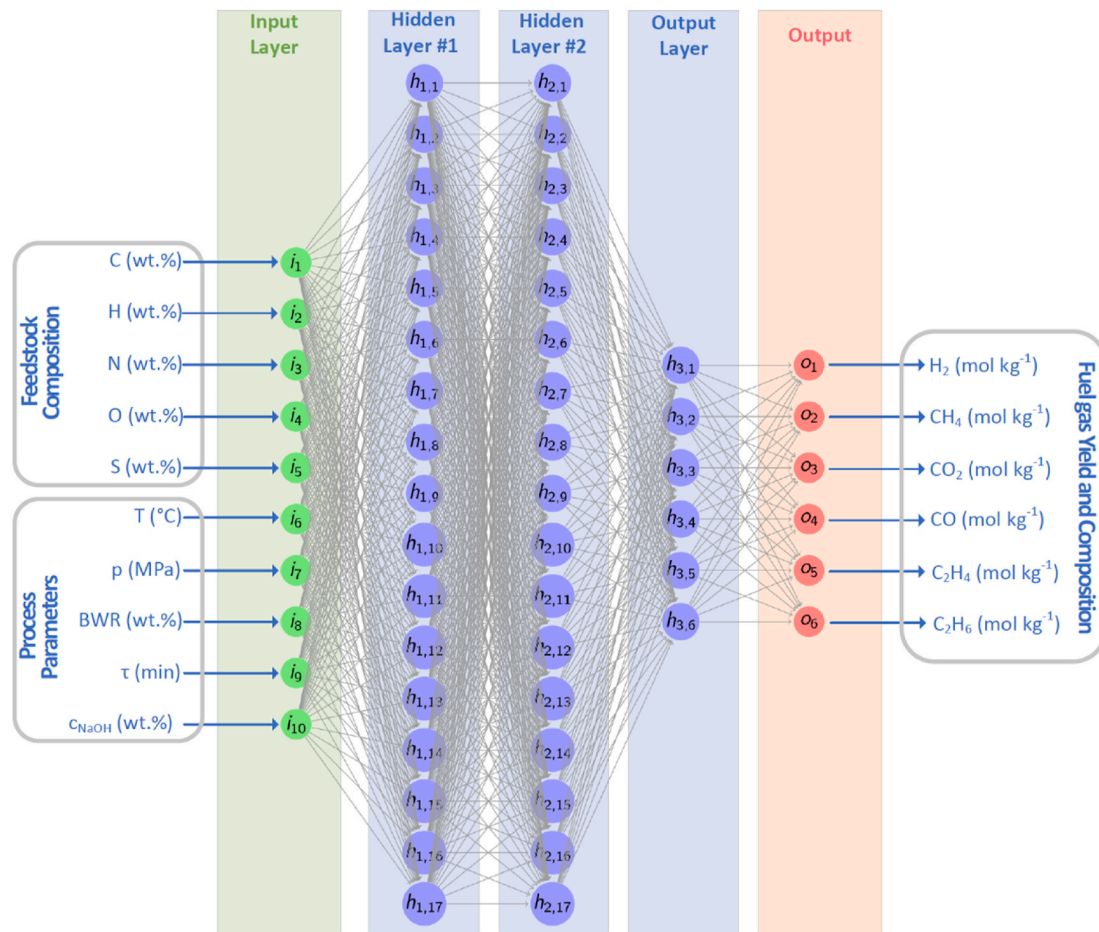 Input
Layer
Hidden
Layer #1
Hidden
Layer #2
Output
Layer
Output
Feedstock
Composition
C (wt.%)
H (wt.%)
N (wt.%)
O (wt.%)
S (wt.%)
Process
Parameters
T (°C)
p (MPa)
BWR (wt.%)
τ (min)
c_NaOH (wt.%)
i₁
i₂
i₃
i₄
i₅
i₆
i₇
i₈
i₉
i₁₀
h₁,₁
h₁,₂
h₁,₃
h₁,₄
h₁,₅
h₁,₆
h₁,₇
h₁,₈
h₁,₉
h₁,₁₀
h₁,₁₁
h₁,₁₂
h₁,₁₃
h₁,₁₄
h₁,₁₅
h₁,₁₆
h₁,₁₇
h₂,₁
h₂,₂
h₂,₃
h₂,₄
h₂,₅
h₂,₆
h₂,₇
h₂,₈
h₂,₉
h₂,₁₀
h₂,₁₁
h₂,₁₂
h₂,₁₃
h₂,₁₄
h₂,₁₅
h₂,₁₆
h₂,₁₇
h₃,₁
h₃,₂
h₃,₃
h₃,₄
h₃,₅
h₃,₆
o₁
o₂
o₃
o₄
o₅
o₆
H₂ (mol kg⁻¹)
CH₄ (mol kg⁻¹)
CO₂ (mol kg⁻¹)
CO (mol kg⁻¹)
C₂H₄ (mol kg⁻¹)
C₂H₆ (mol kg⁻¹)
Fuel gas Yield and Composition